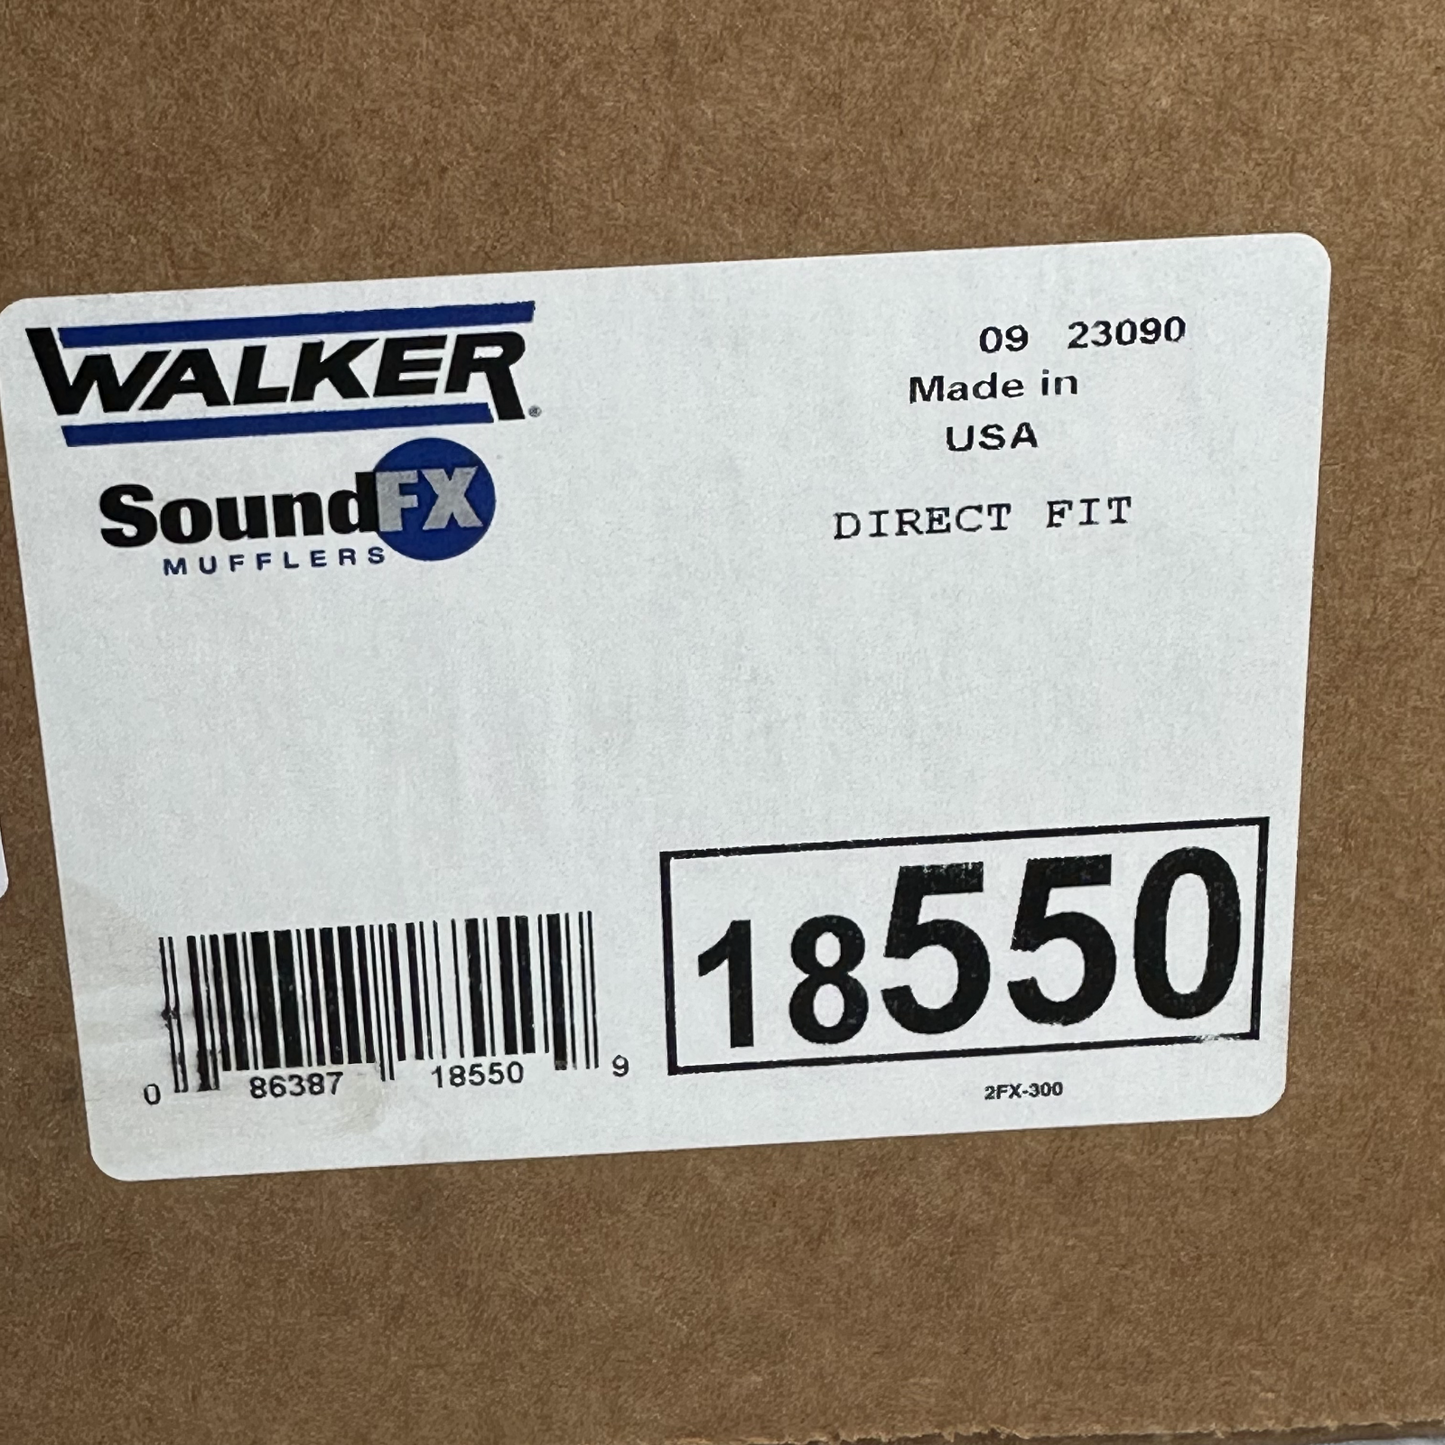 WALKER®
SoundFX
MUFFLERS
09 23090
Made in
USA
DIRECT FIT
18550
2FX-300
0 86387 18550 9